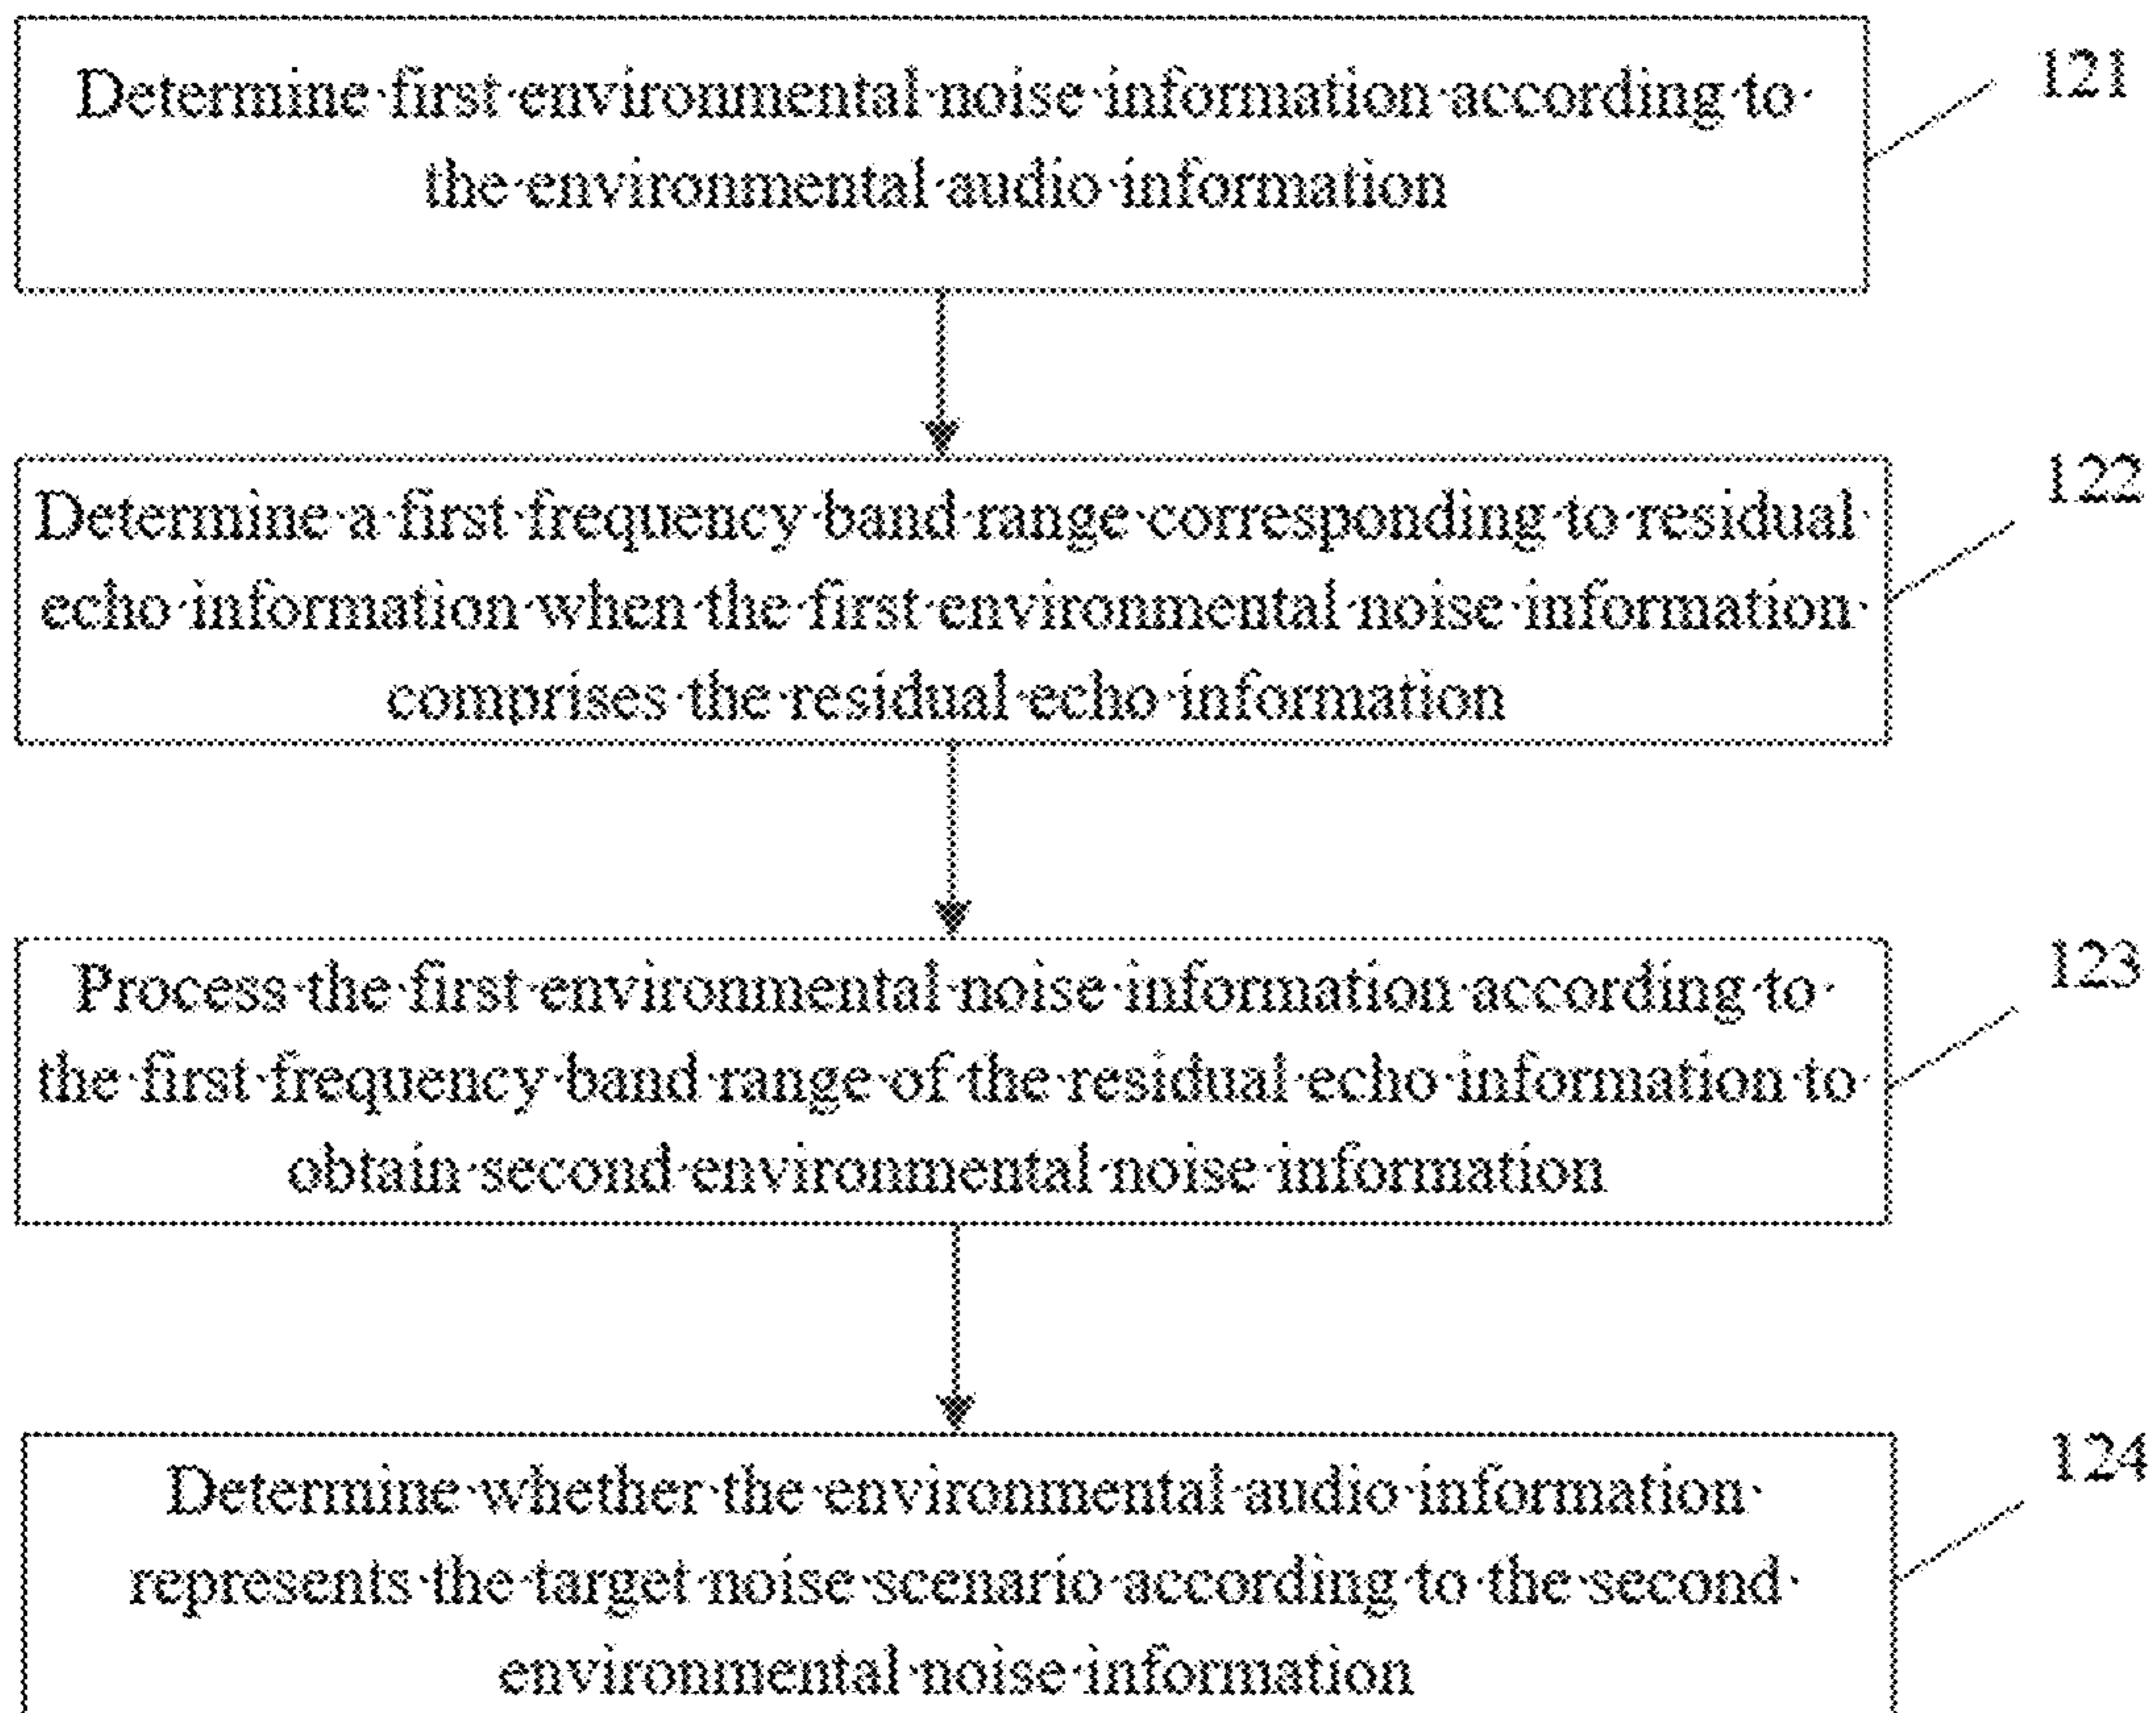 Determine first environmental noise information according to
the environmental audio information
121
Determine a first frequency band range corresponding to residual
echo information when the first environmental noise information
comprises the residual echo information
122
Process the first environmental noise information according to
the first frequency band range of the residual echo information to
obtain second environmental noise information
123
Determine whether the environmental audio information
represents the target noise scenario according to the second
environmental noise information
124